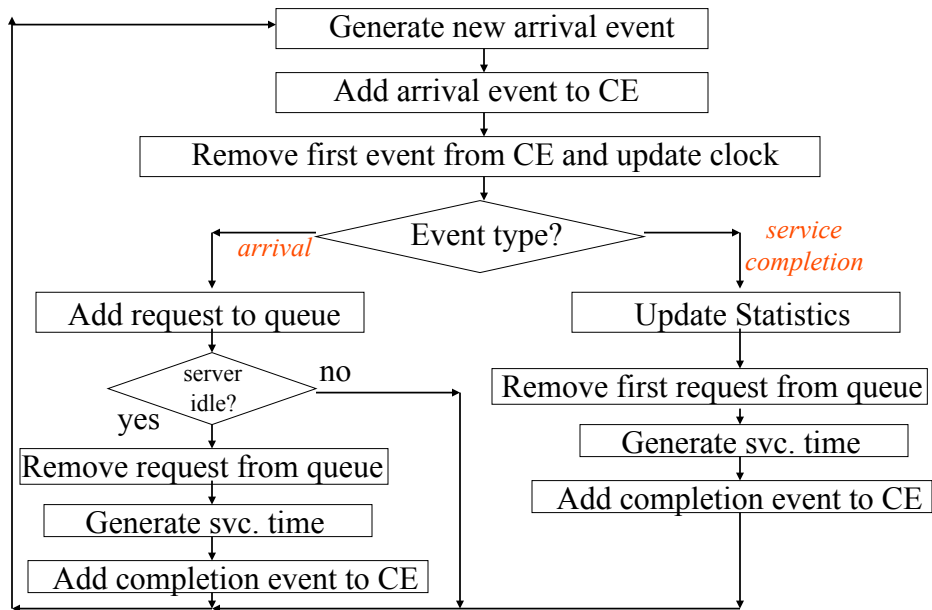 Generate new arrival event
Add arrival event to CE
Remove first event from CE and update clock
Event type?
arrival
service
completion
Add request to queue
server
idle?
no
yes
Remove request from queue
Generate svc. time
Add completion event to CE
Update Statistics
Remove first request from queue
Generate svc. time
Add completion event to CE